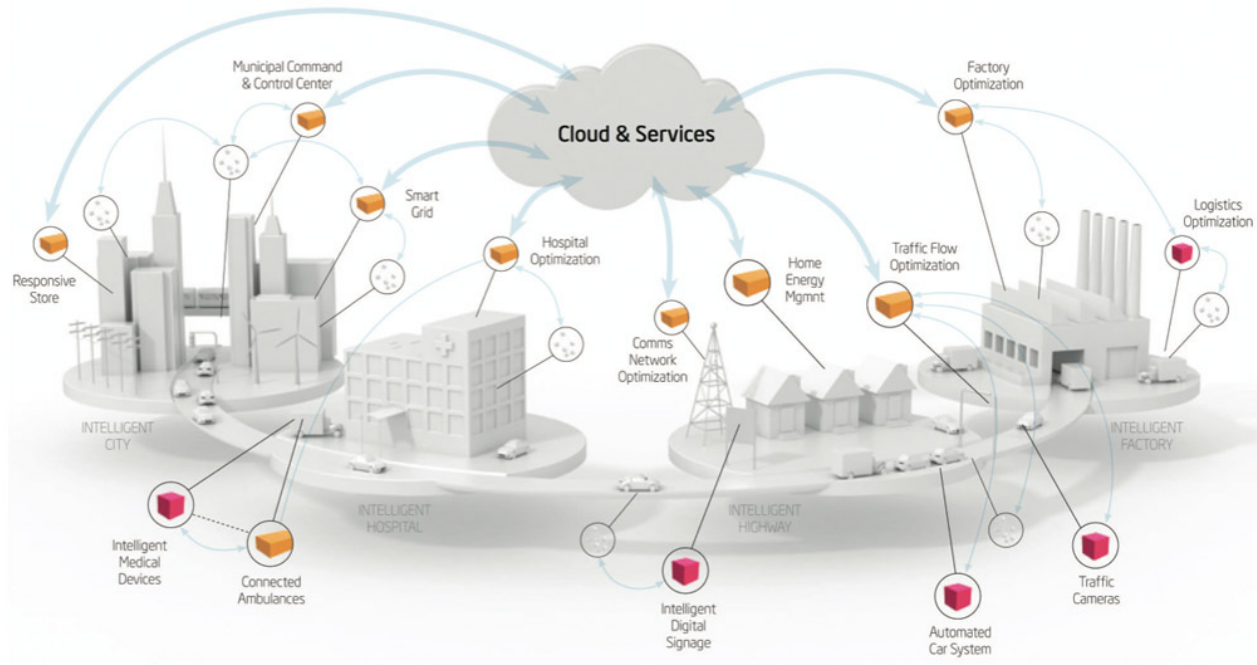 Municipal Command
& Control Center
Factory
Optimization
Cloud & Services
Smart
Grid
Logistics
Optimization
Hospital
Optimization
Traffic Flow
Optimization
Home
Energy
Mgmnt
Responsive
Store
Comms
Network
Optimization
INTELLIGENT
CITY
INTELLIGENT
FACTORY
INTELLIGENT
HOSPITAL
INTELLIGENT
HIGHWAY
Intelligent
Medical
Devices
Connected
Ambulances
Intelligent
Digital
Signage
Automated
Car System
Traffic
Cameras